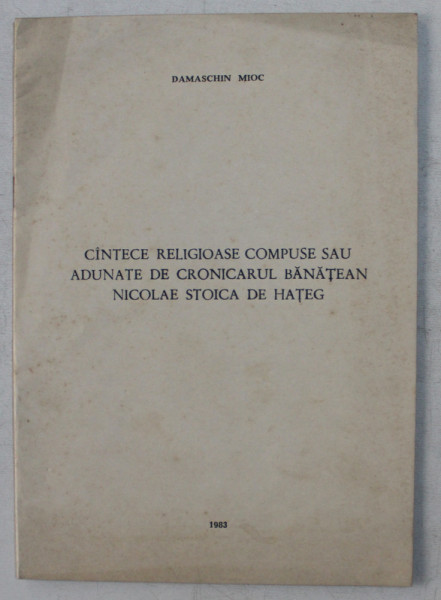 DAMASCHIN MIOC
CÎNTECE RELIGIOASE COMPUSE SAU
ADUNATE DE CRONICARUL BĂNĂȚEAN
NICOLAE STOICA DE HAȚEG
1983